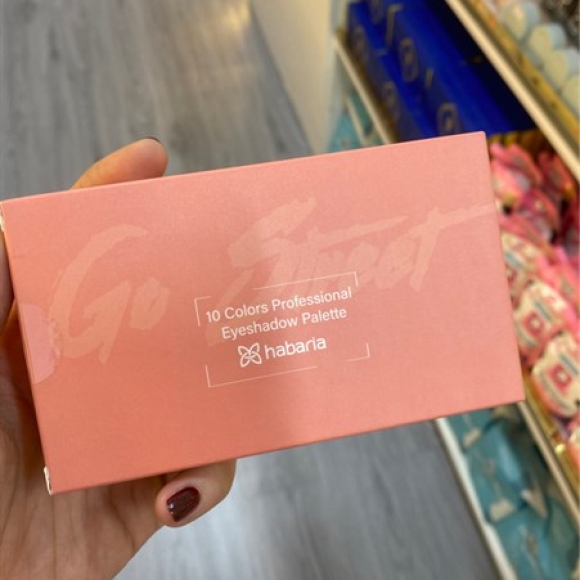 Go Street
10 Colors Professional
Eyeshadow Palette
habaria